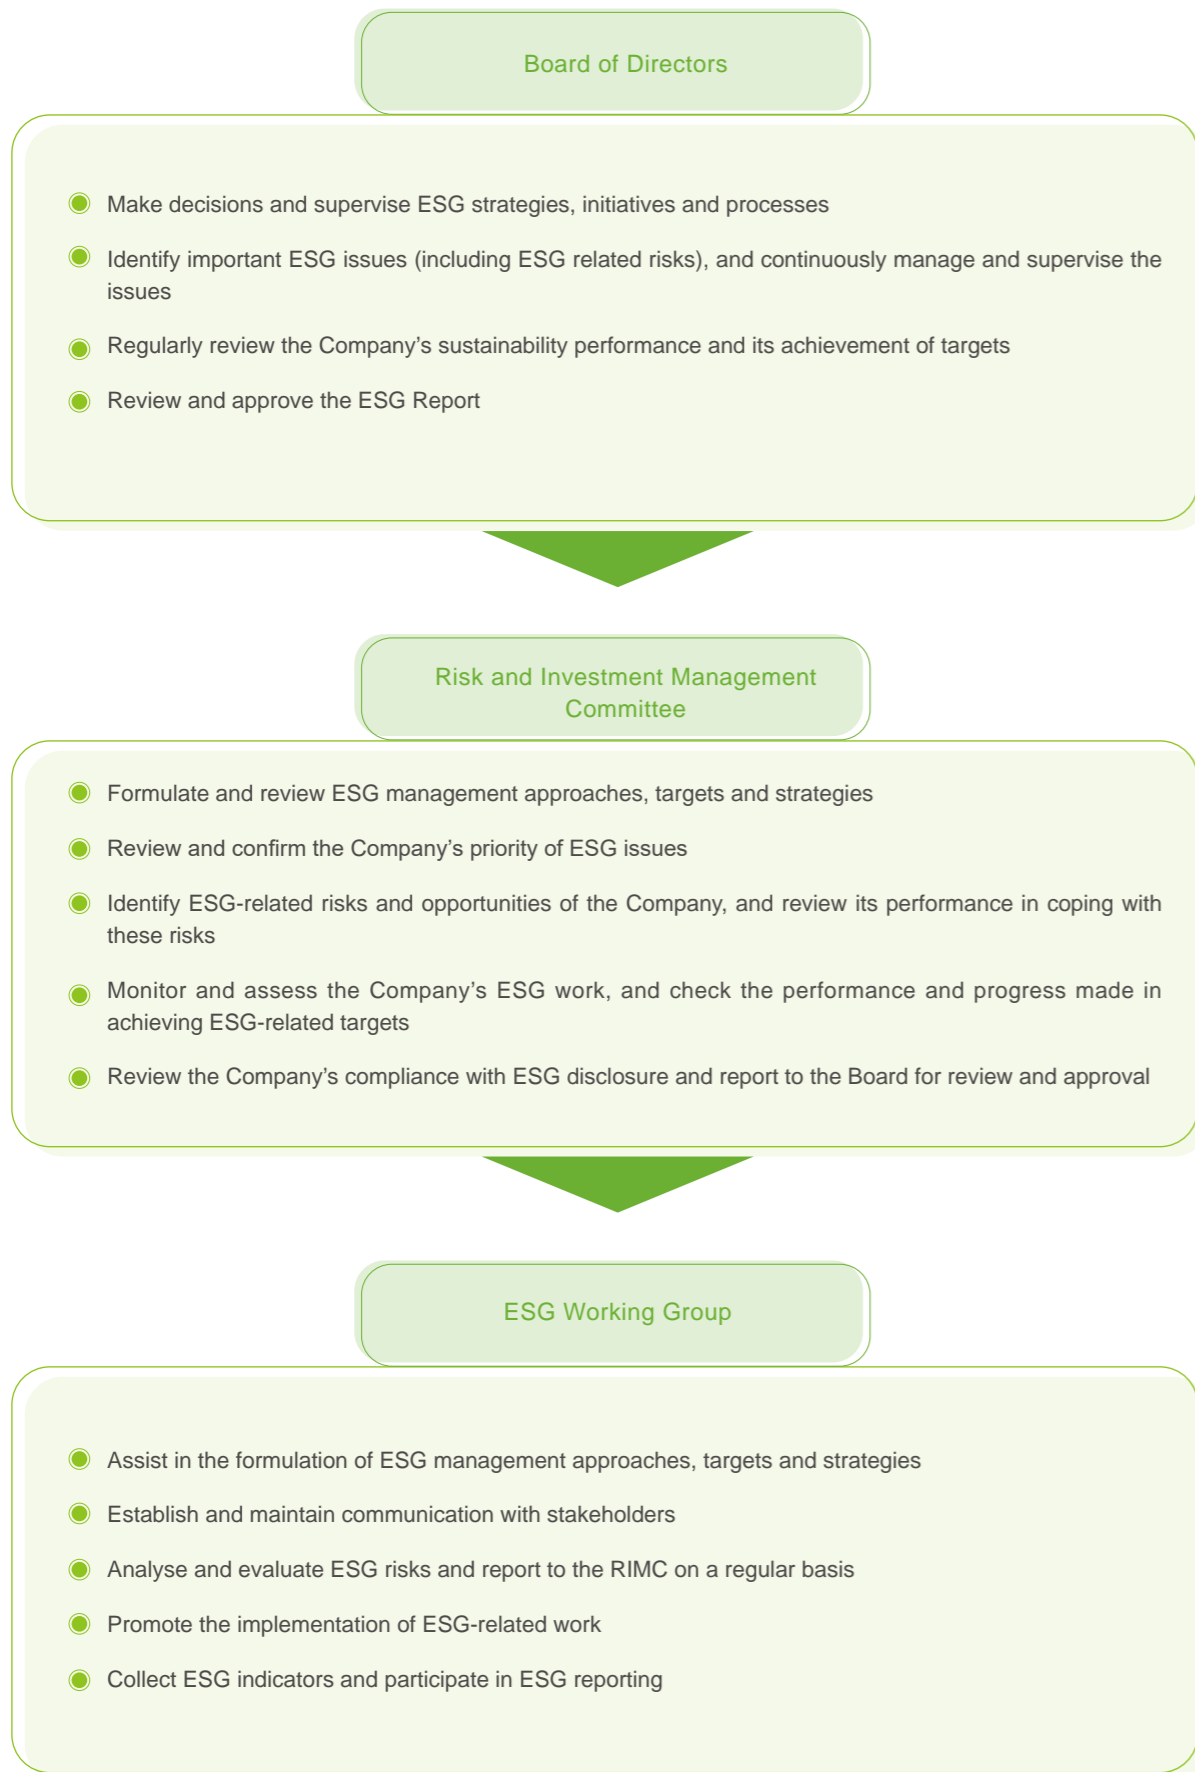 Board of Directors
Make decisions and supervise ESG strategies, initiatives and processes
Identify important ESG issues (including ESG related risks), and continuously manage and supervise the
issues
Regularly review the Company’s sustainability performance and its achievement of targets
Review and approve the ESG Report
Risk and Investment Management
Committee
Formulate and review ESG management approaches, targets and strategies
Review and confirm the Company’s priority of ESG issues
Identify ESG-related risks and opportunities of the Company, and review its performance in coping with
these risks
Monitor and assess the Company’s ESG work, and check the performance and progress made in
achieving ESG-related targets
Review the Company’s compliance with ESG disclosure and report to the Board for review and approval
ESG Working Group
Assist in the formulation of ESG management approaches, targets and strategies
Establish and maintain communication with stakeholders
Analyse and evaluate ESG risks and report to the RIMC on a regular basis
Promote the implementation of ESG-related work
Collect ESG indicators and participate in ESG reporting